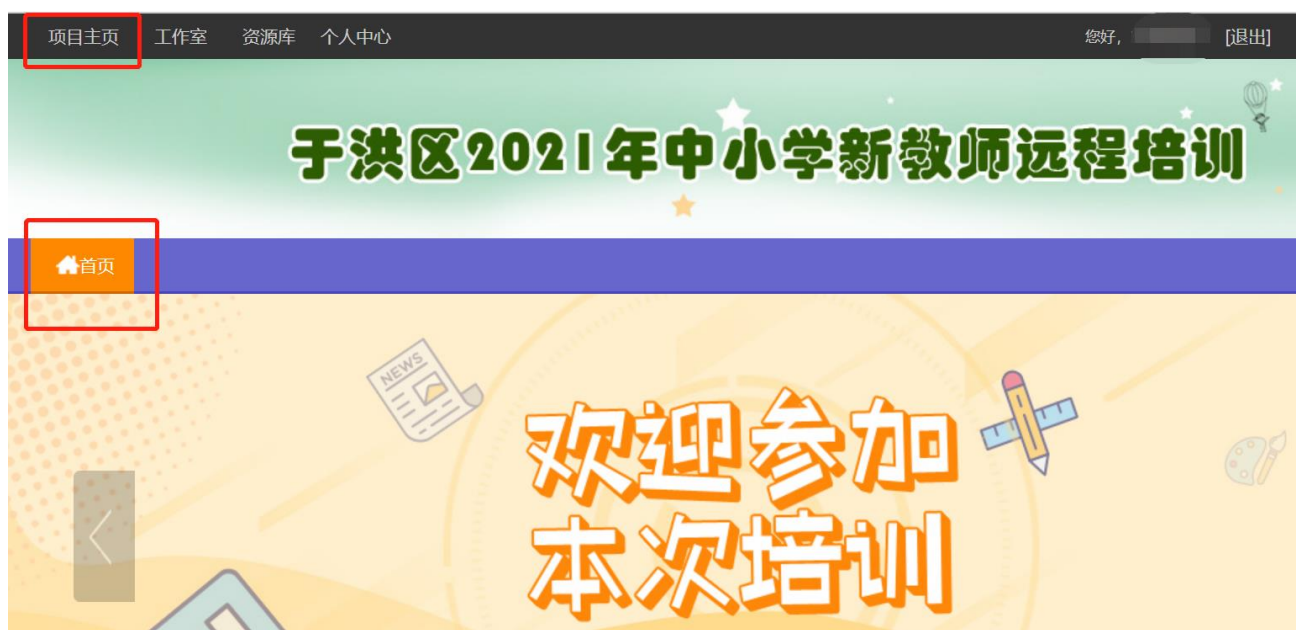 项目主页 工作室 资源库 个人中心 您好, [退出]
于洪区2021年中小学新教师远程培训
首页
NEWS
欢迎参加
本次培训